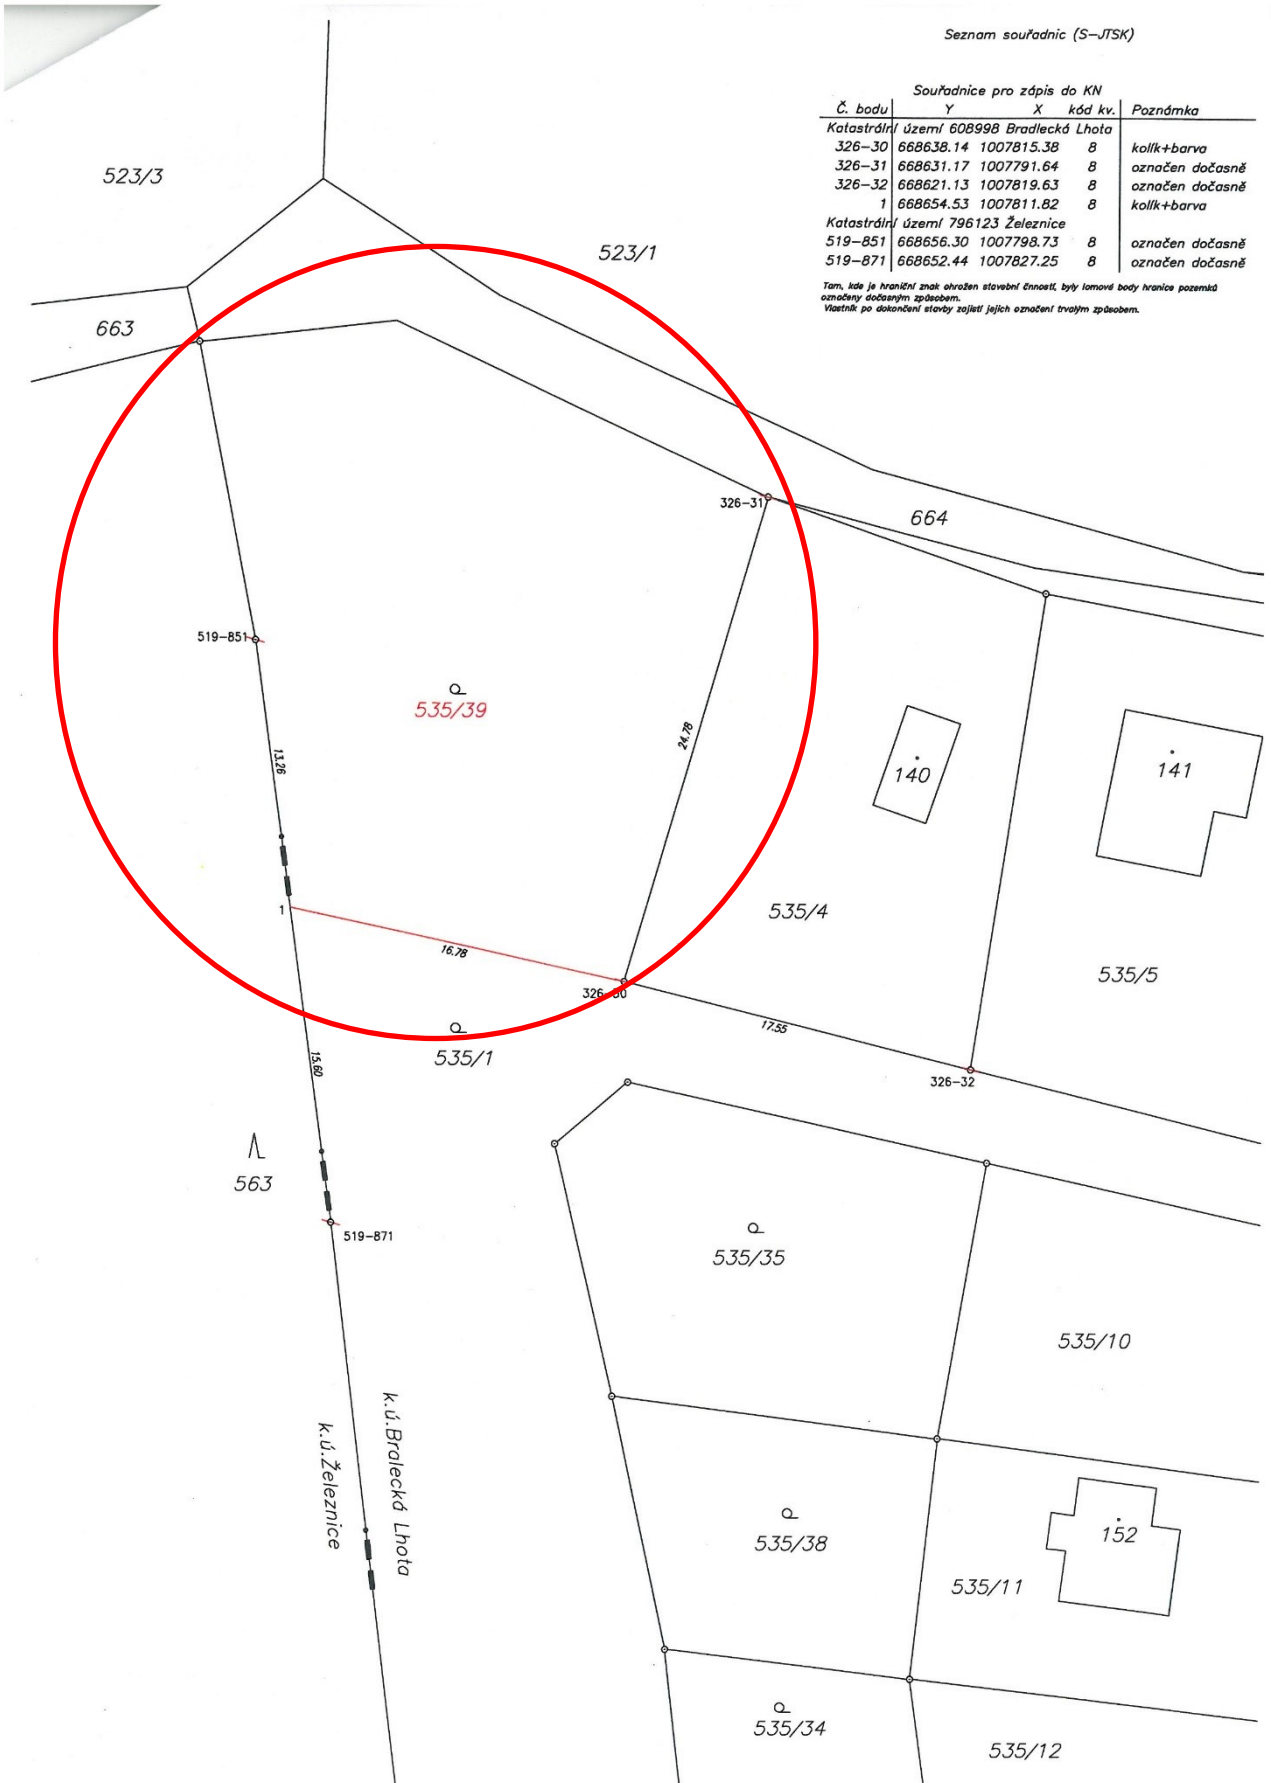 Seznam souřadnic (S-JTSK)
Souřadnice pro zápis do KN
Č. bodu Y X kód kv. Poznámka
Katastrální území 608998 Bradlecká Lhota
326-30 668638.14 1007815.38 8 kolík+barva
326-31 668631.17 1007791.64 8 označen dočasně
326-32 668621.13 1007819.63 8 označen dočasně
1 668654.53 1007811.82 8 kolík+barva
Katastrální území 796123 Železnice
519-851 668656.30 1007798.73 8 označen dočasně
519-871 668652.44 1007827.25 8 označen dočasně
Tam, kde je hraniční znak ohrožen stavební činností, byly lomové body hranice pozemků
označeny dočasným způsobem.
Vlastník po dokončení stavby zajistí jejich označení trvalým způsobem.
523/3
523/1
663
326-31
664
519-851
535/39
24.78
13.26
140
141
1
535/4
16.78
535/5
326-30
17.55
535/1
15.60
326-32
563
519-871
535/35
535/10
k.ú.Bralecká Lhota
k.ú.Železnice
535/38
152
535/11
535/34
535/12